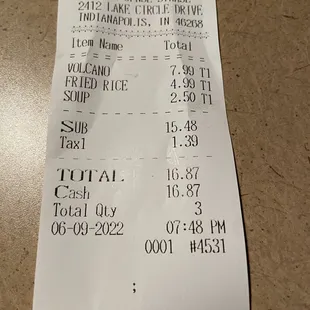 2412 LAKE CIRCLE DRIVE
INDIANAPOLIS, IN 46268
Item Name Total
VOLCANO 7.99 T1
FRIED RICE 4.99 T1
SOUP 2.50 T1
SUB 15.48
Tax1 1.39
TOTAL 16.87
Cash 16.87
Total Qty 3
06-09-2022 07:48 PM
0001 #4531
;